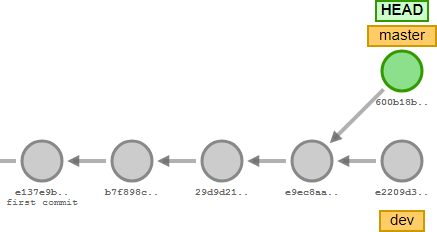 HEAD
master
600b18b..
e137e9b..
first commit
b7f898c..
29d9d21..
e9ec8aa..
e2209d3..
dev